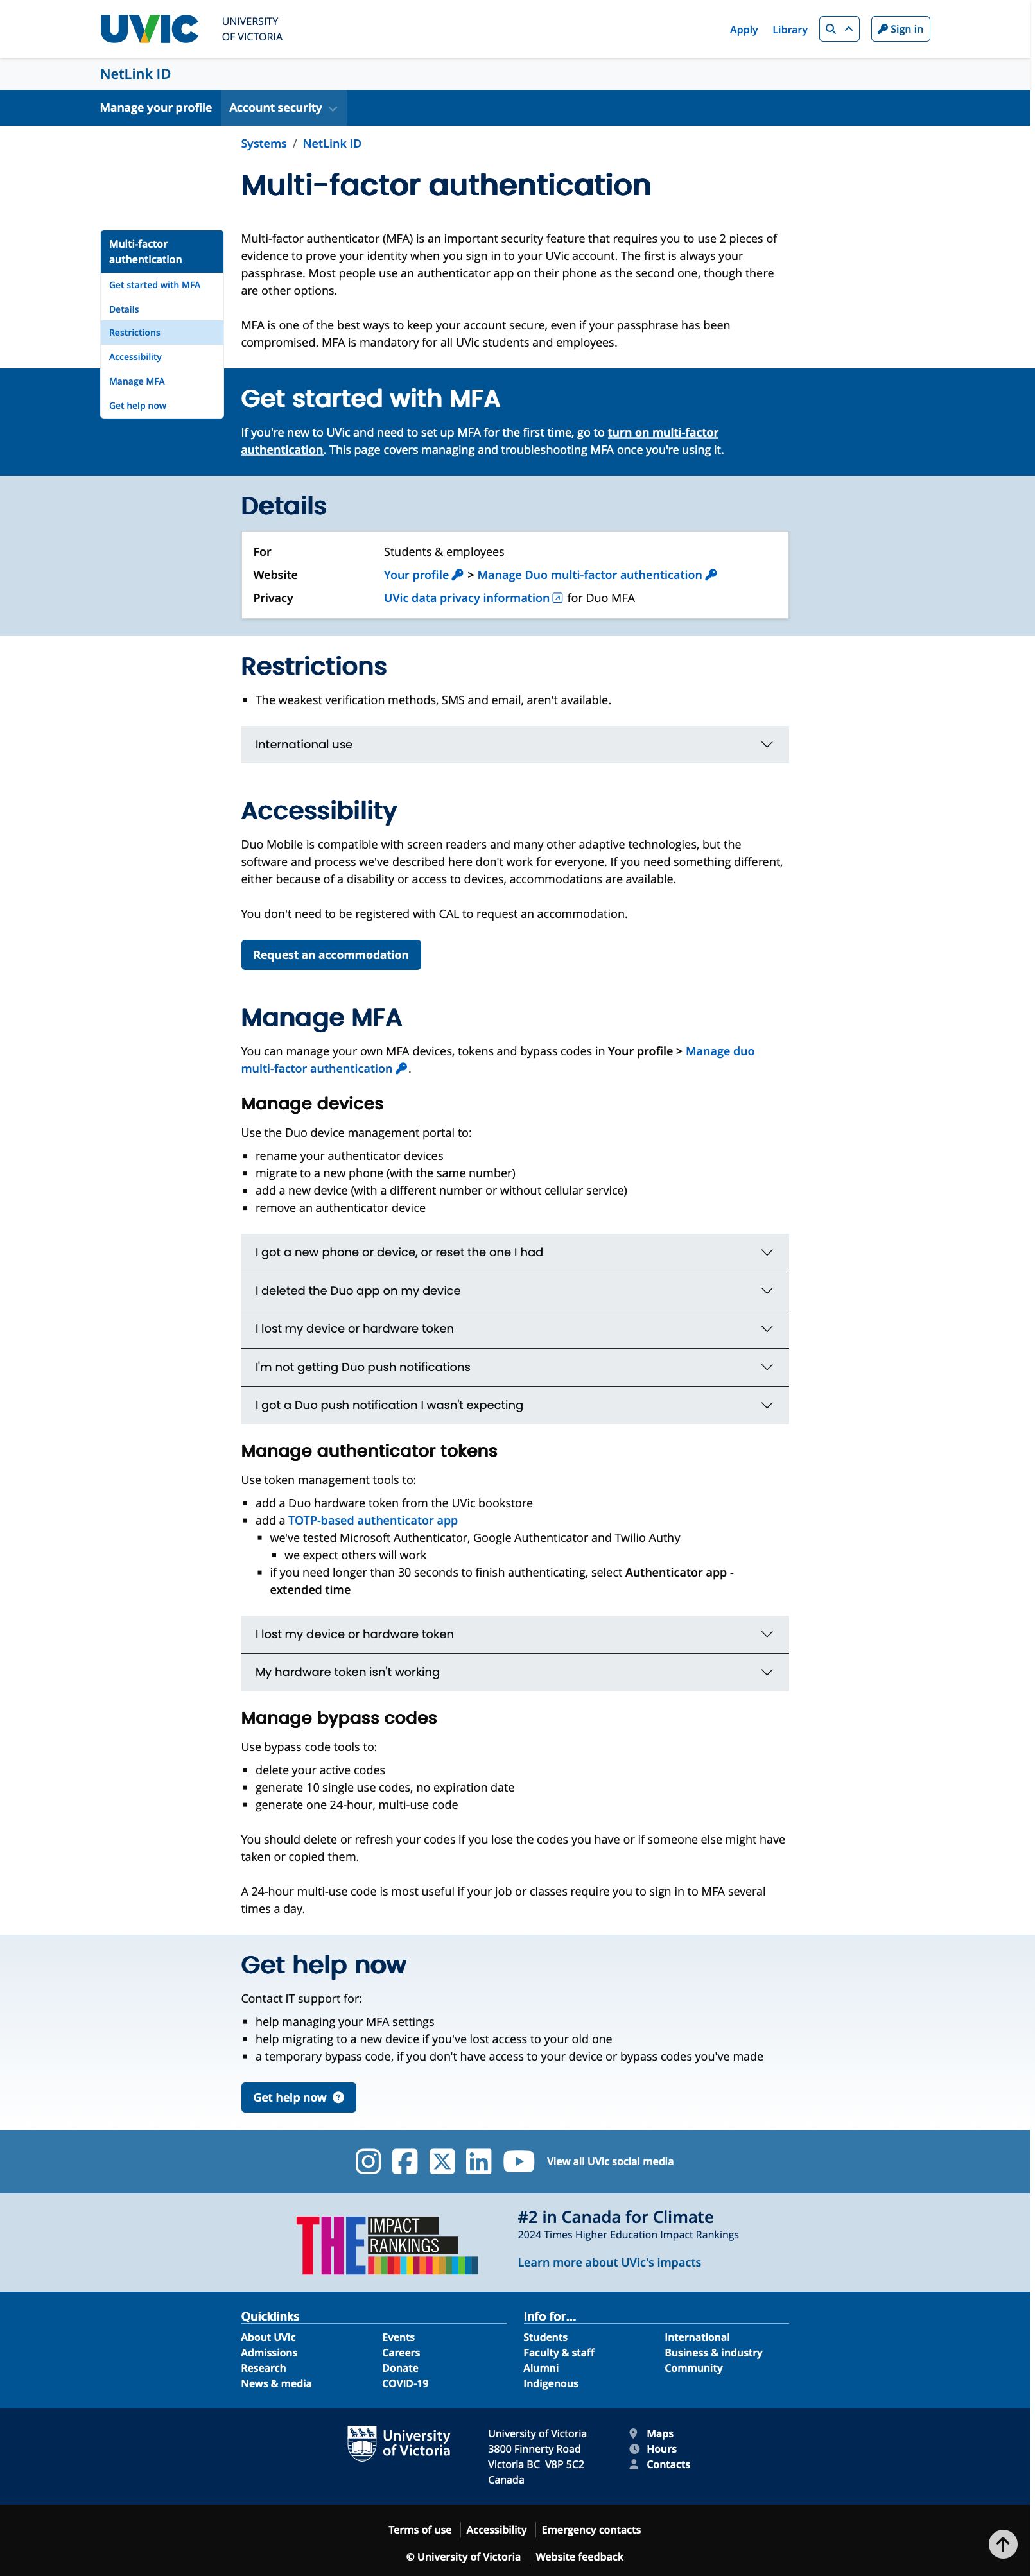 UVIC
UNIVERSITY
OF VICTORIA
Apply
Library
Sign in
NetLink ID
Manage your profile
Account security
Systems / NetLink ID
Multi-factor authentication
Multi-factor
authentication
Get started with MFA
Details
Restrictions
Accessibility
Manage MFA
Get help now
Multi-factor authenticator (MFA) is an important security feature that requires you to use 2 pieces of
evidence to prove your identity when you sign in to your UVic account. The first is always your
passphrase. Most people use an authenticator app on their phone as the second one, though there
are other options.
MFA is one of the best ways to keep your account secure, even if your passphrase has been
compromised. MFA is mandatory for all UVic students and employees.
Get started with MFA
If you're new to UVic and need to set up MFA for the first time, go to turn on multi-factor
authentication. This page covers managing and troubleshooting MFA once you're using it.
Details
For Students & employees
Website Your profile > Manage Duo multi-factor authentication
Privacy UVic data privacy information for Duo MFA
Restrictions
The weakest verification methods, SMS and email, aren't available.
International use
Accessibility
Duo Mobile is compatible with screen readers and many other adaptive technologies, but the
software and process we've described here don't work for everyone. If you need something different,
either because of a disability or access to devices, accommodations are available.
You don't need to be registered with CAL to request an accommodation.
Request an accommodation
Manage MFA
You can manage your own MFA devices, tokens and bypass codes in Your profile > Manage duo
multi-factor authentication.
Manage devices
Use the Duo device management portal to:
rename your authenticator devices
migrate to a new phone (with the same number)
add a new device (with a different number or without cellular service)
remove an authenticator device
I got a new phone or device, or reset the one I had
I deleted the Duo app on my device
I lost my device or hardware token
I'm not getting Duo push notifications
I got a Duo push notification I wasn't expecting
Manage authenticator tokens
Use token management tools to:
add a Duo hardware token from the UVic bookstore
add a TOTP-based authenticator app
we've tested Microsoft Authenticator, Google Authenticator and Twilio Authy
we expect others will work
if you need longer than 30 seconds to finish authenticating, select Authenticator app -
extended time
I lost my device or hardware token
My hardware token isn't working
Manage bypass codes
Use bypass code tools to:
delete your active codes
generate 10 single use codes, no expiration date
generate one 24-hour, multi-use code
You should delete or refresh your codes if you lose the codes you have or if someone else might have
taken or copied them.
A 24-hour multi-use code is most useful if your job or classes require you to sign in to MFA several
times a day.
Get help now
Contact IT support for:
help managing your MFA settings
help migrating to a new device if you've lost access to your old one
a temporary bypass code, if you don't have access to your device or bypass codes you've made
Get help now
View all UVic social media
THE IMPACT
RANKINGS
#2 in Canada for Climate
2024 Times Higher Education Impact Rankings
Learn more about UVic's impacts
Quicklinks
About UVic
Admissions
Research
News & media
Events
Careers
Donate
COVID-19
Info for...
Students
Faculty & staff
Alumni
Indigenous
International
Business & industry
Community
University
of Victoria
University of Victoria
3800 Finnerty Road
Victoria BC V8P 5C2
Canada
Maps
Hours
Contacts
Terms of use
Accessibility
Emergency contacts
© University of Victoria
Website feedback